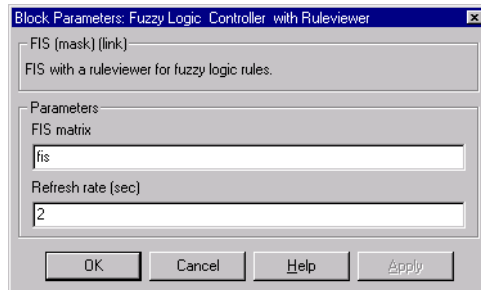 Block Parameters: Fuzzy Logic Controller with Ruleviewer
FIS (mask) (link)
FIS with a ruleviewer for fuzzy logic rules.
Parameters
FIS matrix
fis
Refresh rate (sec)
2
OK Cancel Help Apply